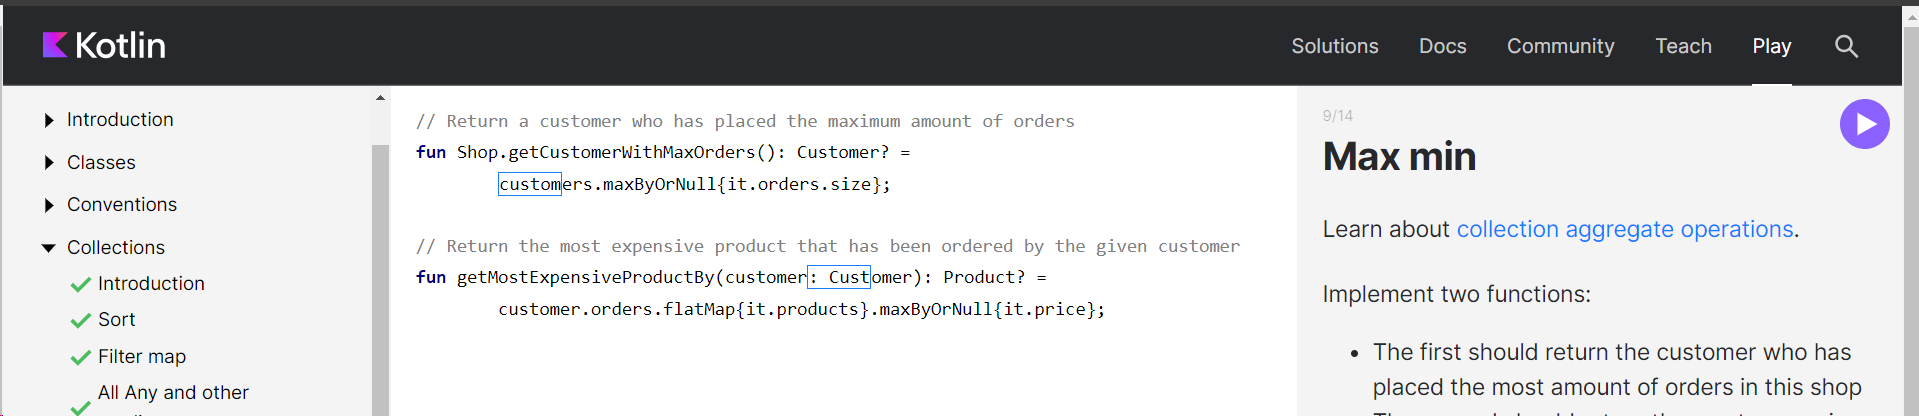 Kotlin
Solutions Docs Community Teach Play
Introduction
Classes
Conventions
Collections
Introduction
Sort
Filter map
All Any and other
// Return a customer who has placed the maximum amount of orders
fun Shop.getCustomerWithMaxOrders(): Customer? =
customers.maxByOrNull{it.orders.size};
// Return the most expensive product that has been ordered by the given customer
fun getMostExpensiveProductBy(customer: Customer): Product? =
customer.orders.flatMap{it.products}.maxByOrNull{it.price};
9/14
Max min
Learn about collection aggregate operations.
Implement two functions:
• The first should return the customer who has
placed the most amount of orders in this shop